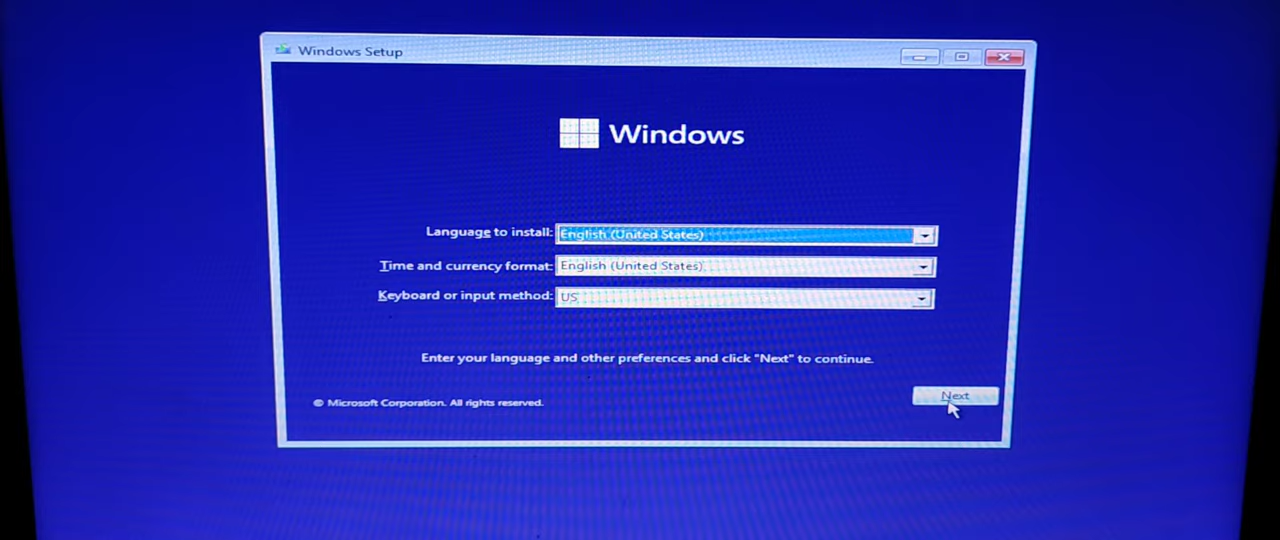 Windows Setup
Windows
Language to install: English (United States)
Time and currency format: English (United States)
Keyboard or input method: US
Enter your language and other preferences and click "Next" to continue.
© Microsoft Corporation. All rights reserved.
Next